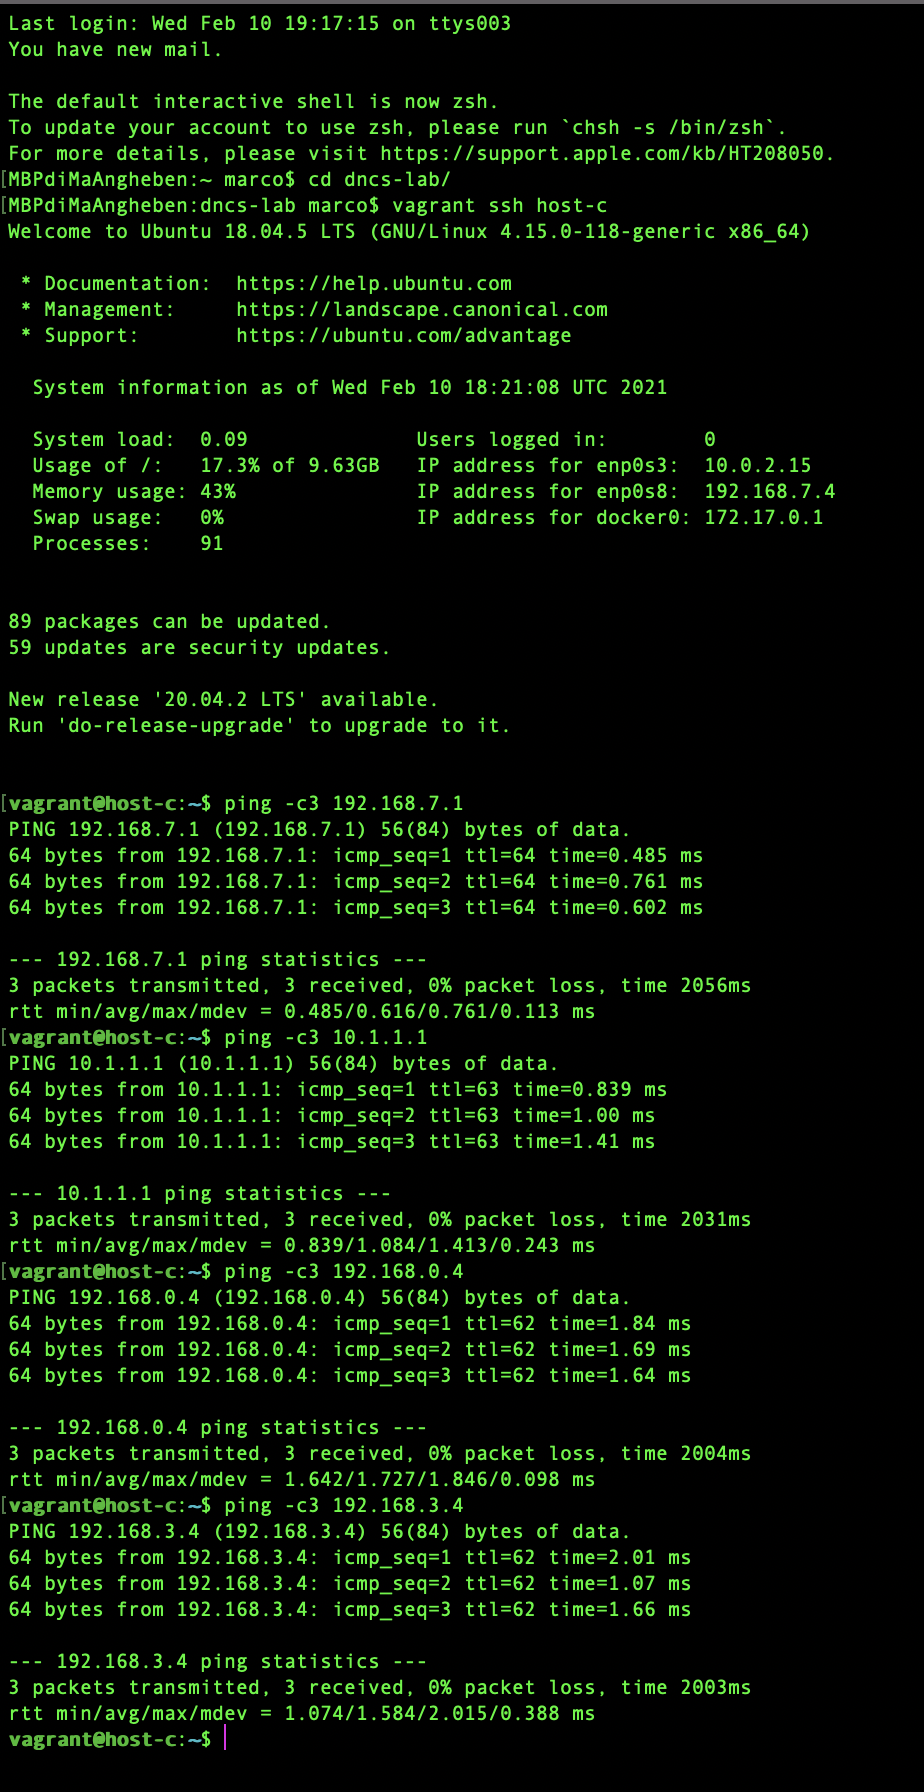 Last login: Wed Feb 10 19:17:15 on ttys003
You have new mail.

The default interactive shell is now zsh.
To update your account to use zsh, please run `chsh -s /bin/zsh`.
For more details, please visit https://support.apple.com/kb/HT208050.
[MBPdiMaAngheben:~ marco$ cd dncs-lab/
[MBPdiMaAngheben:dncs-lab marco$ vagrant ssh host-c
Welcome to Ubuntu 18.04.5 LTS (GNU/Linux 4.15.0-118-generic x86_64)

 * Documentation:  https://help.ubuntu.com
 * Management:     https://landscape.canonical.com
 * Support:        https://ubuntu.com/advantage

  System information as of Wed Feb 10 18:21:08 UTC 2021

  System load:  0.09              Users logged in:        0
  Usage of /:   17.3% of 9.63GB   IP address for enp0s3:  10.0.2.15
  Memory usage: 43%               IP address for enp0s8:  192.168.7.4
  Swap usage:   0%                IP address for docker0: 172.17.0.1
  Processes:    91


89 packages can be updated.
59 updates are security updates.

New release '20.04.2 LTS' available.
Run 'do-release-upgrade' to upgrade to it.


[vagrant@host-c:~$ ping -c3 192.168.7.1
PING 192.168.7.1 (192.168.7.1) 56(84) bytes of data.
64 bytes from 192.168.7.1: icmp_seq=1 ttl=64 time=0.485 ms
64 bytes from 192.168.7.1: icmp_seq=2 ttl=64 time=0.761 ms
64 bytes from 192.168.7.1: icmp_seq=3 ttl=64 time=0.602 ms

--- 192.168.7.1 ping statistics ---
3 packets transmitted, 3 received, 0% packet loss, time 2056ms
rtt min/avg/max/mdev = 0.485/0.616/0.761/0.113 ms
[vagrant@host-c:~$ ping -c3 10.1.1.1
PING 10.1.1.1 (10.1.1.1) 56(84) bytes of data.
64 bytes from 10.1.1.1: icmp_seq=1 ttl=63 time=0.839 ms
64 bytes from 10.1.1.1: icmp_seq=2 ttl=63 time=1.00 ms
64 bytes from 10.1.1.1: icmp_seq=3 ttl=63 time=1.41 ms

--- 10.1.1.1 ping statistics ---
3 packets transmitted, 3 received, 0% packet loss, time 2031ms
rtt min/avg/max/mdev = 0.839/1.084/1.413/0.243 ms
[vagrant@host-c:~$ ping -c3 192.168.0.4
PING 192.168.0.4 (192.168.0.4) 56(84) bytes of data.
64 bytes from 192.168.0.4: icmp_seq=1 ttl=62 time=1.84 ms
64 bytes from 192.168.0.4: icmp_seq=2 ttl=62 time=1.69 ms
64 bytes from 192.168.0.4: icmp_seq=3 ttl=62 time=1.64 ms

--- 192.168.0.4 ping statistics ---
3 packets transmitted, 3 received, 0% packet loss, time 2004ms
rtt min/avg/max/mdev = 1.642/1.727/1.846/0.098 ms
[vagrant@host-c:~$ ping -c3 192.168.3.4
PING 192.168.3.4 (192.168.3.4) 56(84) bytes of data.
64 bytes from 192.168.3.4: icmp_seq=1 ttl=62 time=2.01 ms
64 bytes from 192.168.3.4: icmp_seq=2 ttl=62 time=1.07 ms
64 bytes from 192.168.3.4: icmp_seq=3 ttl=62 time=1.66 ms

--- 192.168.3.4 ping statistics ---
3 packets transmitted, 3 received, 0% packet loss, time 2003ms
rtt min/avg/max/mdev = 1.074/1.584/2.015/0.388 ms
vagrant@host-c:~$